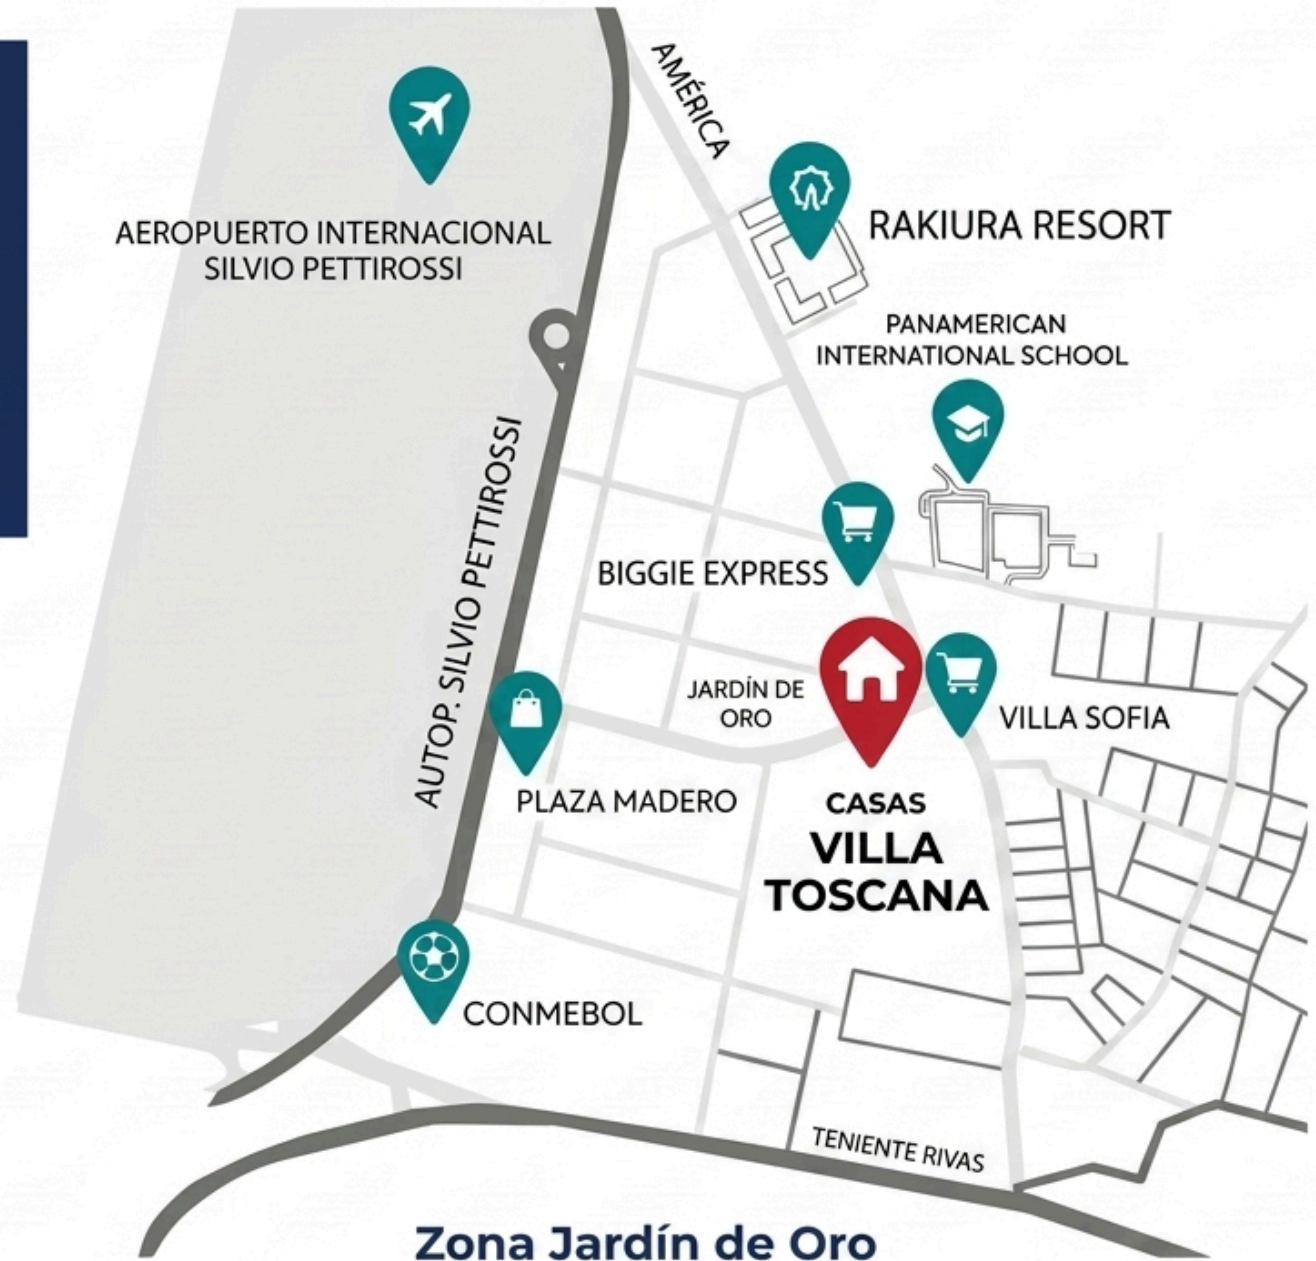 AMÉRICA
AEROPUERTO INTERNACIONAL
SILVIO PETTIROSSI
RAKIURA RESORT
PANAMERICAN
INTERNATIONAL SCHOOL
AUTOP. SILVIO PETTIROSSI
BIGGIE EXPRESS
JARDÍN DE
ORO
VILLA SOFIA
PLAZA MADERO
CASAS
VILLA
TOSCANA
CONMEBOL
TENIENTE RIVAS
Zona Jardín de Oro